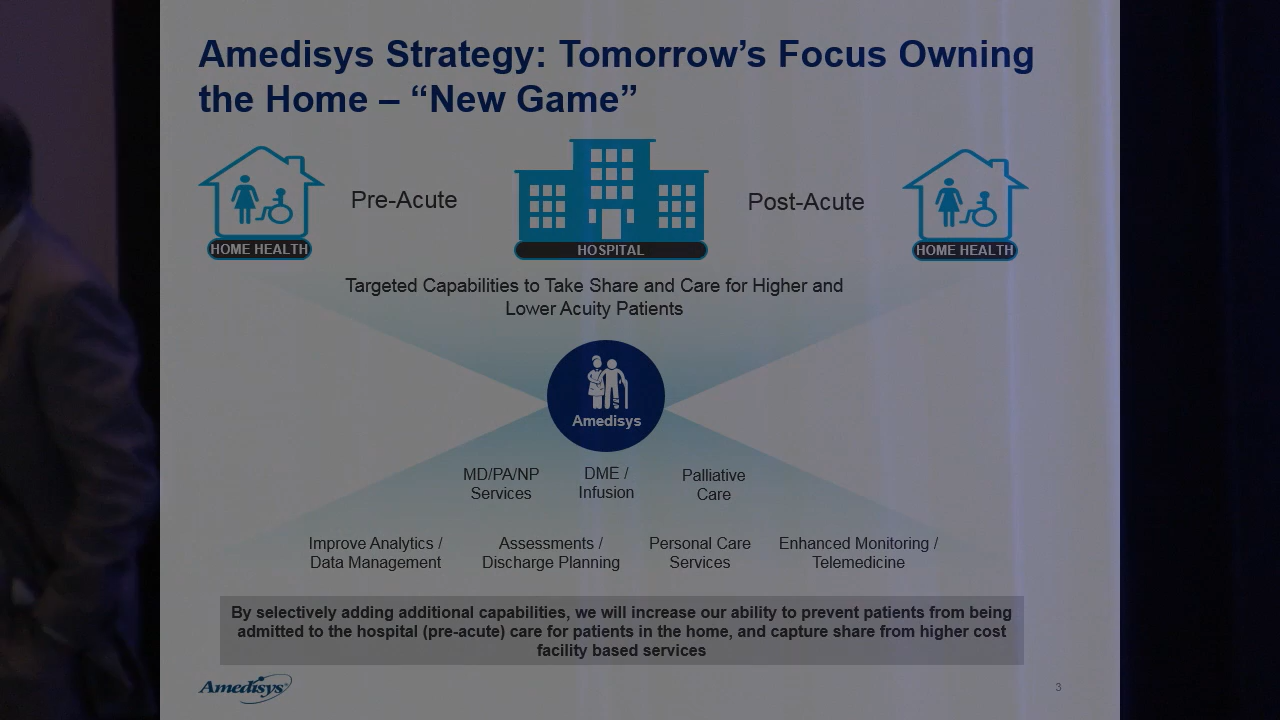 Amedisys Strategy: Tomorrow’s Focus Owning
the Home – “New Game”
Pre-Acute
Post-Acute
HOME HEALTH
HOSPITAL
HOME HEALTH
Targeted Capabilities to Take Share and Care for Higher and
Lower Acuity Patients
Amedisys
MD/PA/NP
Services
DME /
Infusion
Palliative
Care
Improve Analytics /
Data Management
Assessments /
Discharge Planning
Personal Care
Services
Enhanced Monitoring /
Telemedicine
By selectively adding additional capabilities, we will increase our ability to prevent patients from being
admitted to the hospital (pre-acute) care for patients in the home, and capture share from higher cost
facility based services
Amedisys
3